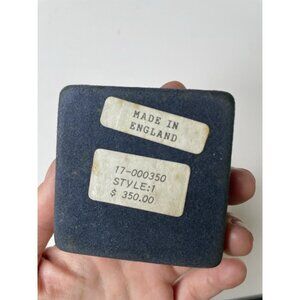 MADE IN
ENGLAND
17-000350
STYLE:1
$ 350.00